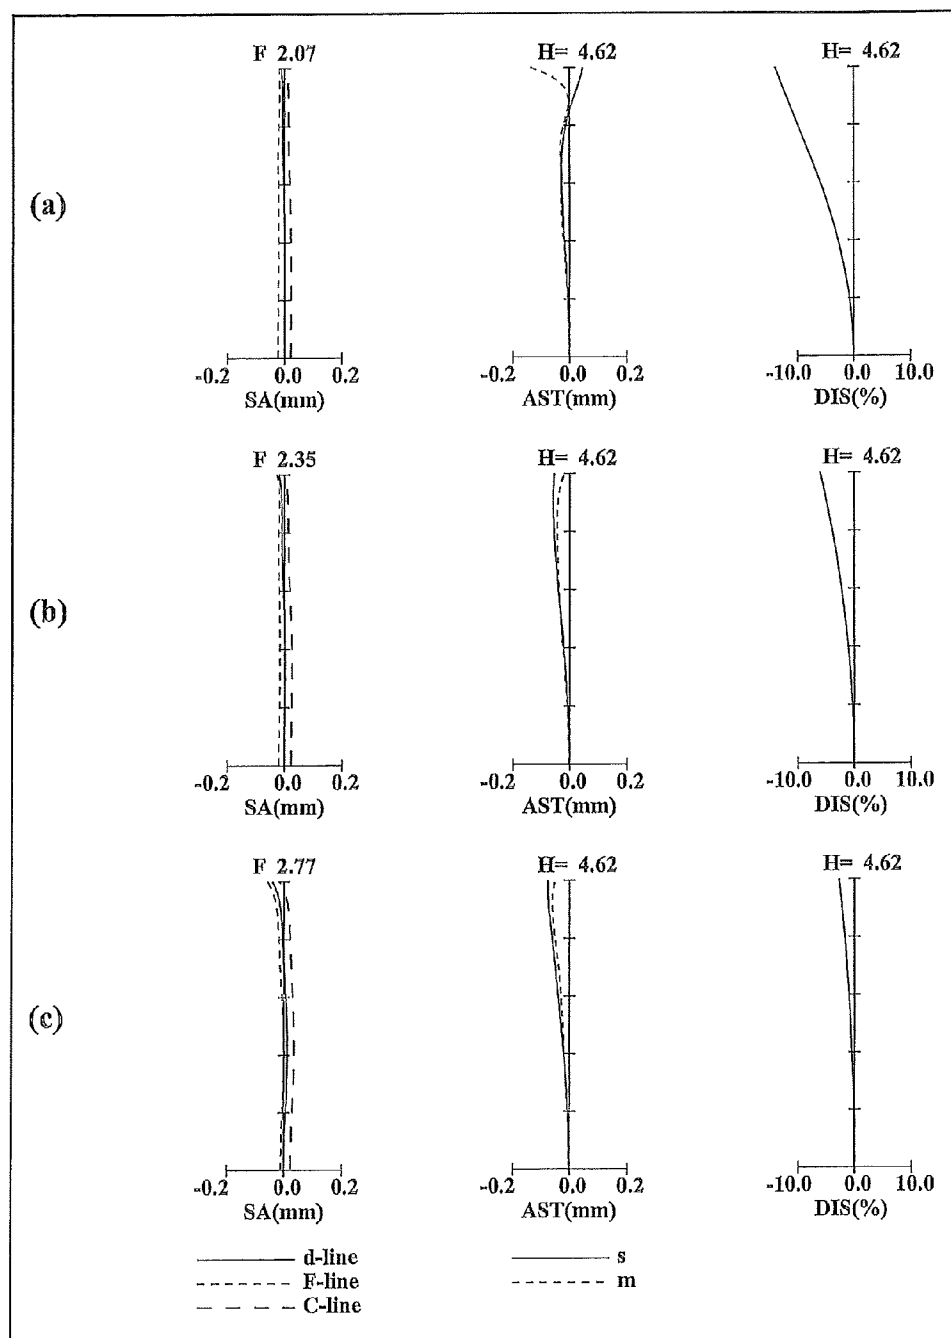 F 2.07 H= 4.62 H= 4.62
(a)
-0.2 0.0 0.2 -0.2 0.0 0.2 -10.0 0.0 10.0
SA(mm) AST(mm) DIS(%)
F 2.35 H= 4.62 H= 4.62
(b)
-0.2 0.0 0.2 -0.2 0.0 0.2 -10.0 0.0 10.0
SA(mm) AST(mm) DIS(%)
F 2.77 H= 4.62 H= 4.62
(c)
-0.2 0.0 0.2 -0.2 0.0 0.2 -10.0 0.0 10.0
SA(mm) AST(mm) DIS(%)
d-line s
F-line m
C-line